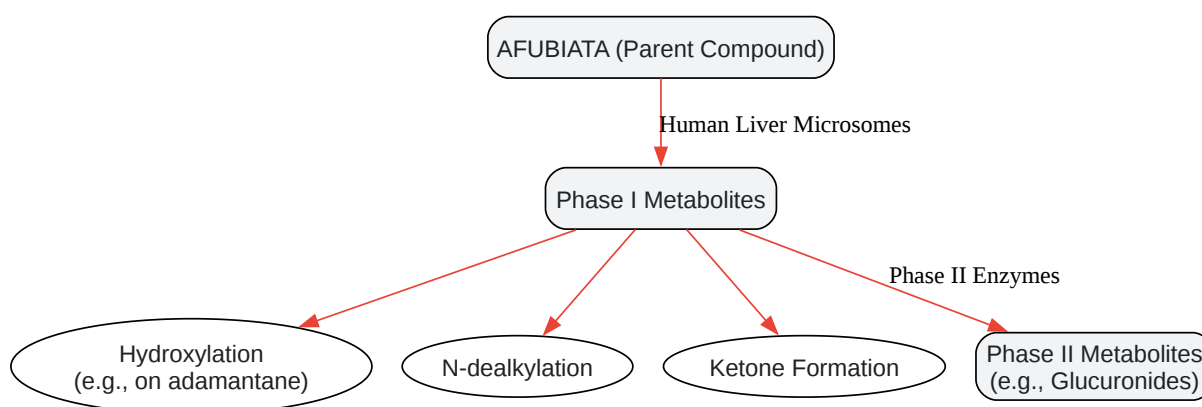 AFUBIATA (Parent Compound)
Human Liver Microsomes
Phase I Metabolites
Phase II Enzymes
Hydroxylation
(e.g., on adamantane)
N-dealkylation
Ketone Formation
Phase II Metabolites
(e.g., Glucuronides)